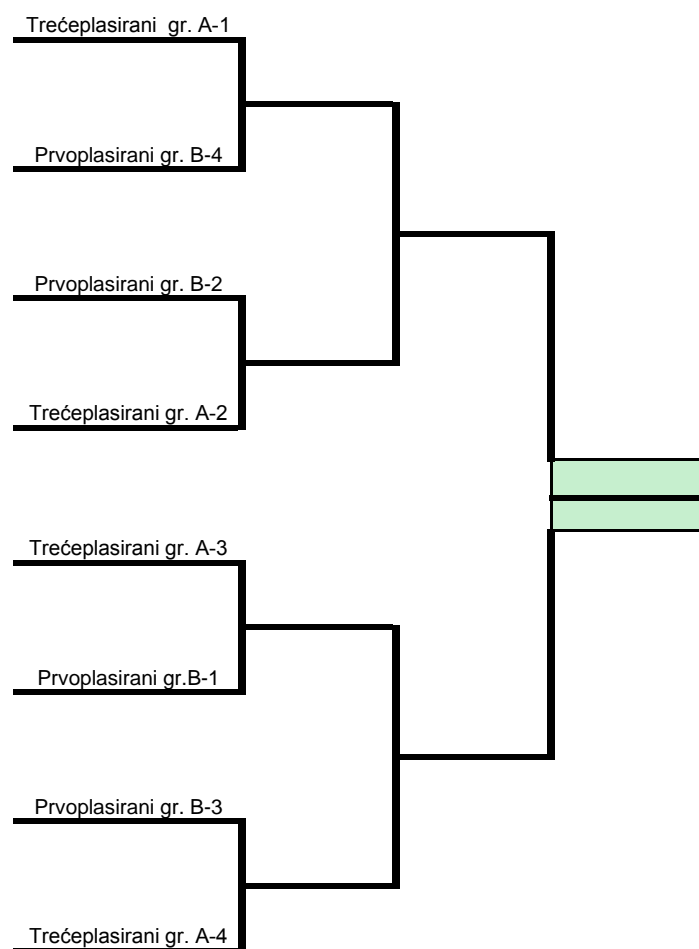 Trećeplasirani gr. A-1
Prvoplasirani gr. B-4
Prvoplasirani gr. B-2
Trećeplasirani gr. A-2
Trećeplasirani gr. A-3
Prvoplasirani gr.B-1
Prvoplasirani gr. B-3
Trećeplasirani gr. A-4